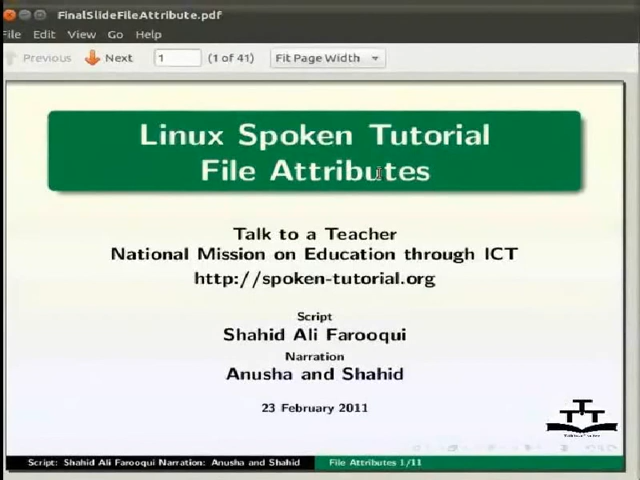 FinalSlideFileAttribute.pdf
File Edit View Go Help
Previous Next 1 (1 of 41) Fit Page Width
Linux Spoken Tutorial
File Attributes
Talk to a Teacher
National Mission on Education through ICT
http://spoken-tutorial.org
Script
Shahid Ali Farooqui
Narration
Anusha and Shahid
23 February 2011
Script: Shahid Ali Farooqui Narration: Anusha and Shahid File Attributes 1/11